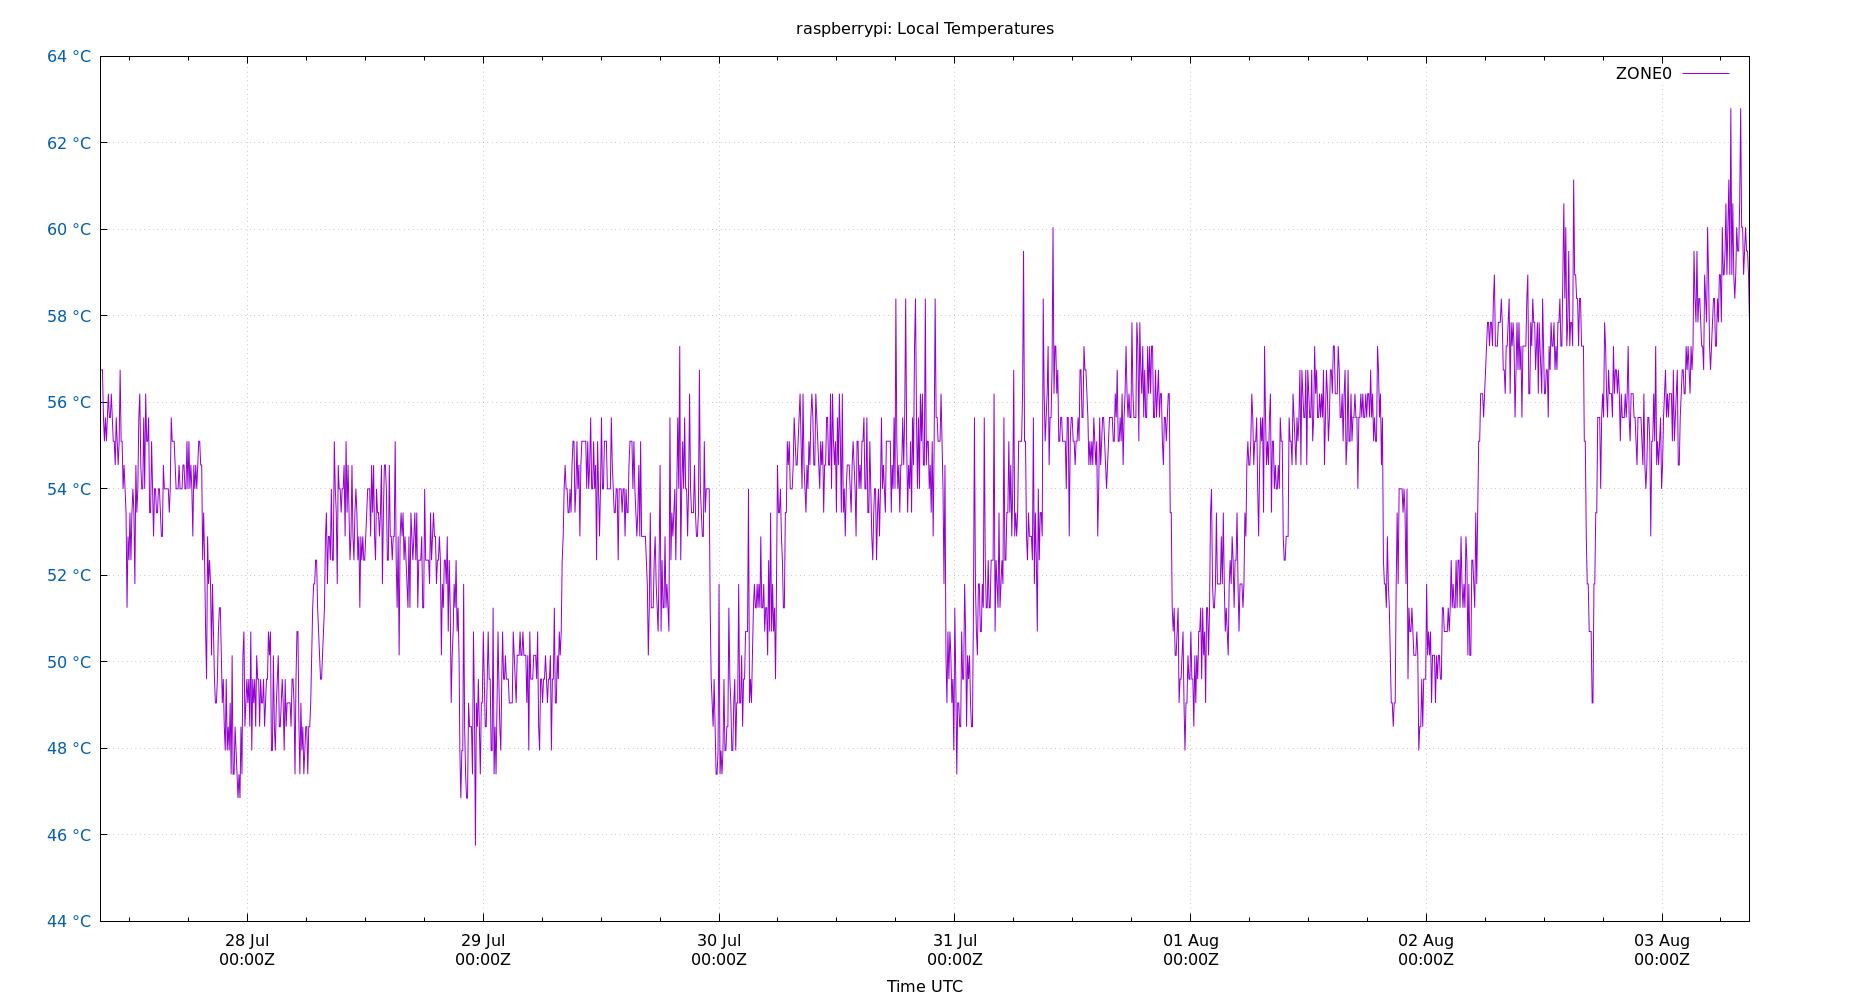 raspberrypi: Local Temperatures
ZONE0
64 °C
62 °C
60 °C
58 °C
56 °C
54 °C
52 °C
50 °C
48 °C
46 °C
44 °C
28 Jul 29 Jul 30 Jul 31 Jul 01 Aug 02 Aug 03 Aug
00:00Z 00:00Z 00:00Z 00:00Z 00:00Z 00:00Z 00:00Z
Time UTC